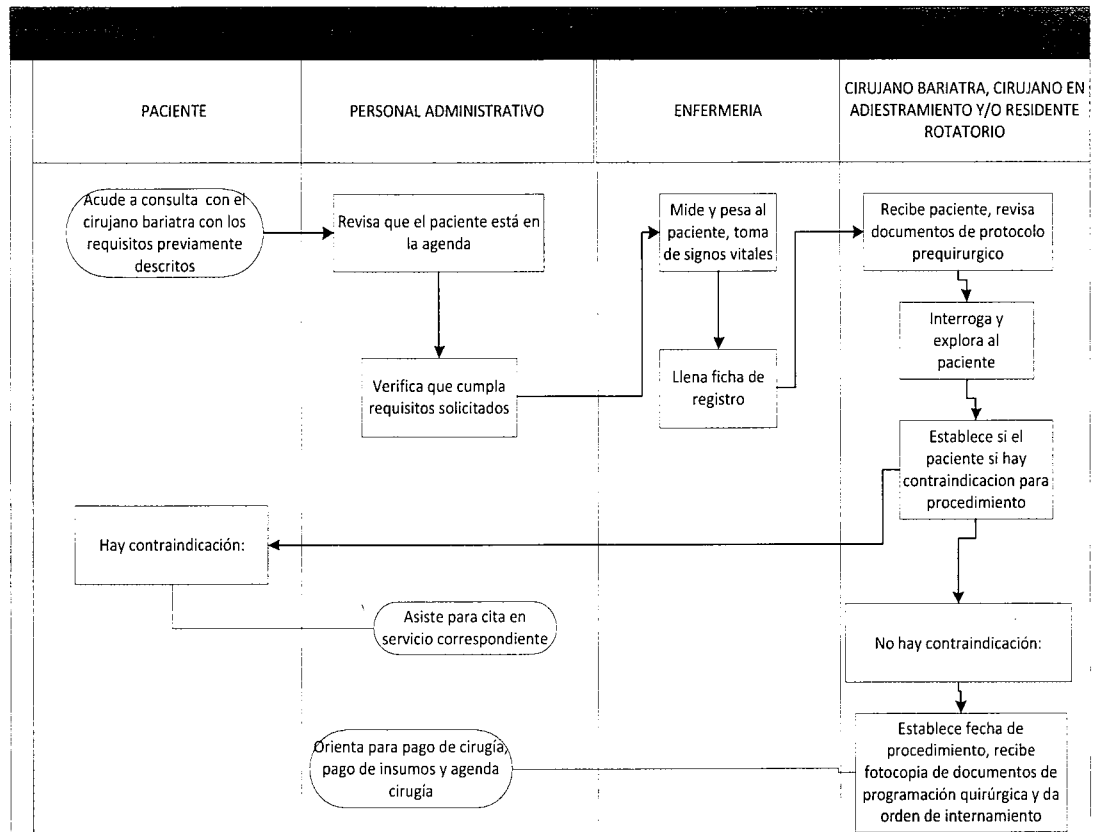 PACIENTE
PERSONAL ADMINISTRATIVO
ENFERMERIA
CIRUJANO BARIATRA, CIRUJANO EN
ADIESTRAMIENTO Y/O RESIDENTE
ROTATORIO
Acude a consulta con el
cirujano bariatra con los
requisitos previamente
descritos
Revisa que el paciente está en
la agenda
Mide y pesa al
paciente, toma
de signos vitales
Recibe paciente, revisa
documentos de protocolo
prequirurgico
Interroga y
explora al
paciente
Verifica que cumpla
requisitos solicitados
Llena ficha de
registro
Establece si el
paciente si hay
contraindicacion para
procedimiento
Hay contraindicación:
Asiste para cita en
servicio correspondiente
No hay contraindicación:
Orienta para pago de cirugía,
pago de insumos y agenda
cirugía
Establece fecha de
procedimiento, recibe
fotocopia de documentos de
programación quirúrgica y da
orden de internamiento